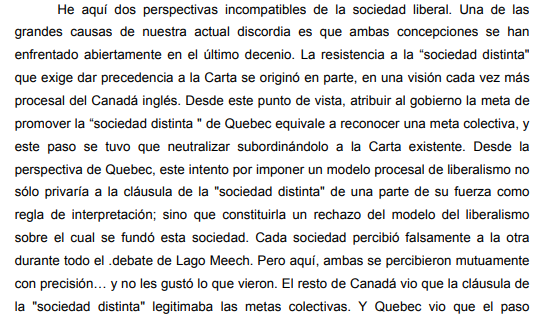 He aquí dos perspectivas incompatibles de la sociedad liberal. Una de las
grandes causas de nuestra actual discordia es que ambas concepciones se han
enfrentado abiertamente en el último decenio. La resistencia a la “sociedad distinta"
que exige dar precedencia a la Carta se originó en parte, en una visión cada vez más
procesal del Canadá inglés. Desde este punto de vista, atribuir al gobierno la meta de
promover la “sociedad distinta " de Quebec equivale a reconocer una meta colectiva, y
este paso se tuvo que neutralizar subordinándolo a la Carta existente. Desde la
perspectiva de Quebec, este intento por imponer un modelo procesal de liberalismo no
sólo privaría a la cláusula de la "sociedad distinta" de una parte de su fuerza como
regla de interpretación; sino que constituirla un rechazo del modelo del liberalismo
sobre el cual se fundó esta sociedad. Cada sociedad percibió falsamente a la otra
durante todo el .debate de Lago Meech. Pero aquí, ambas se percibieron mutuamente
con precisión… y no les gustó lo que vieron. El resto de Canadá vio que la cláusula de
la "sociedad distinta" legitimaba las metas colectivas. Y Quebec vio que el paso